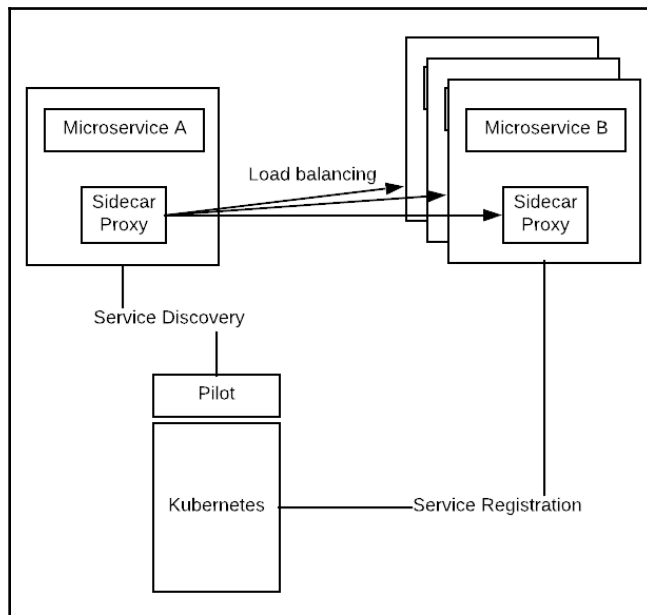 Microservice A
Microservice B
Load balancing
Sidecar
Proxy
Sidecar
Proxy
Service Discovery
Pilot
Kubernetes
Service Registration